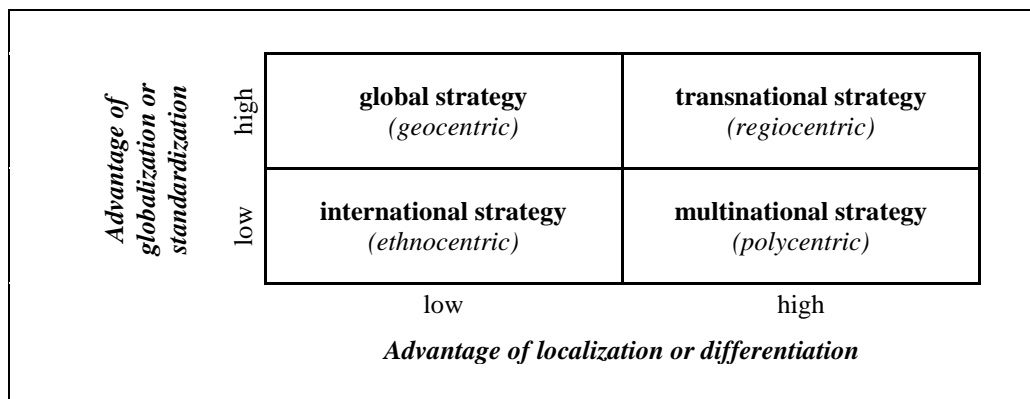 Advantage of
globalization or
standardization
high
global strategy
(geocentric)
transnational strategy
(regiocentric)
low
international strategy
(ethnocentric)
multinational strategy
(polycentric)
low
high
Advantage of localization or differentiation